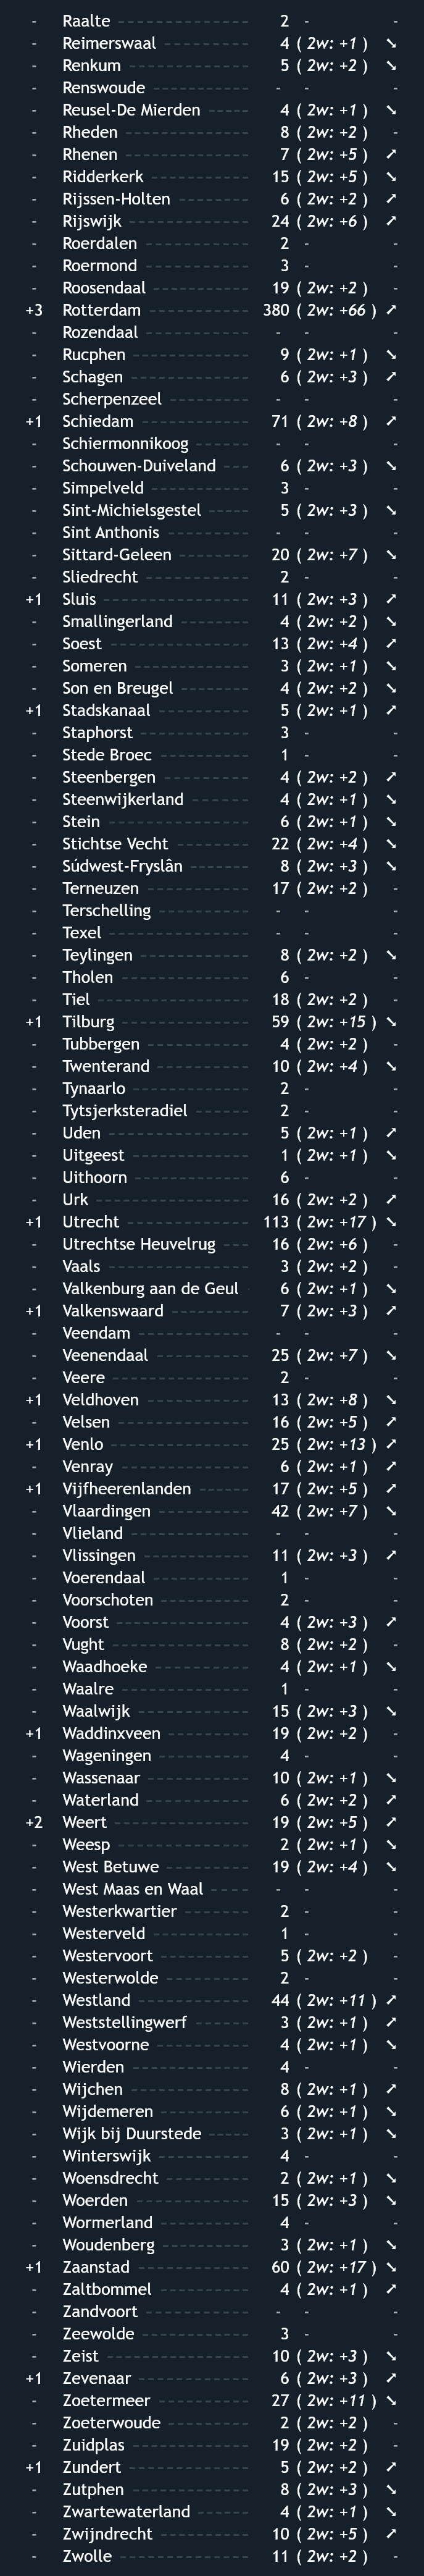 - Raalte 2 - -
- Reimerswaal 4 ( 2w: +1 ) ↘
- Renkum 5 ( 2w: +2 ) ↘
- Renswoude - - -
- Reusel-De Mierden 4 ( 2w: +1 ) ↘
- Rheden 8 ( 2w: +2 ) -
- Rhenen 7 ( 2w: +5 ) ↗
- Ridderkerk 15 ( 2w: +5 ) ↘
- Rijssen-Holten 6 ( 2w: +2 ) ↗
- Rijswijk 24 ( 2w: +6 ) ↗
- Roerdalen 2 - -
- Roermond 3 - -
- Roosendaal 19 ( 2w: +2 ) -
+3 Rotterdam 380 ( 2w: +66 ) ↗
- Rozendaal - - -
- Rucphen 9 ( 2w: +1 ) ↘
- Schagen 6 ( 2w: +3 ) ↗
- Scherpenzeel - - -
+1 Schiedam 71 ( 2w: +8 ) ↗
- Schiermonnikoog - - -
- Schouwen-Duiveland 6 ( 2w: +3 ) ↘
- Simpelveld 3 - -
- Sint-Michielsgestel 5 ( 2w: +3 ) ↘
- Sint Anthonis - - -
- Sittard-Geleen 20 ( 2w: +7 ) ↘
- Sliedrecht 2 - -
+1 Sluis 11 ( 2w: +3 ) ↗
- Smallingerland 4 ( 2w: +2 ) ↘
- Soest 13 ( 2w: +4 ) ↗
- Someren 3 ( 2w: +1 ) ↘
- Son en Breugel 4 ( 2w: +2 ) ↘
+1 Stadskanaal 5 ( 2w: +1 ) ↗
- Staphorst 3 - -
- Stede Broec 1 - -
- Steenbergen 4 ( 2w: +2 ) ↗
- Steenwijkerland 4 ( 2w: +1 ) ↘
- Stein 6 ( 2w: +1 ) ↘
- Stichtse Vecht 22 ( 2w: +4 ) ↘
- Súdwest-Fryslân 8 ( 2w: +3 ) ↘
- Terneuzen 17 ( 2w: +2 ) -
- Terschelling - - -
- Texel - - -
- Teylingen 8 ( 2w: +2 ) ↘
- Tholen 6 - -
- Tiel 18 ( 2w: +2 ) -
+1 Tilburg 59 ( 2w: +15 ) ↘
- Tubbergen 4 ( 2w: +2 ) -
- Twenterand 10 ( 2w: +4 ) ↘
- Tynaarlo 2 - -
- Tytsjerksteradiel 2 - -
- Uden 5 ( 2w: +1 ) ↗
- Uitgeest 1 ( 2w: +1 ) ↘
- Uithoorn 6 - -
- Urk 16 ( 2w: +2 ) ↗
+1 Utrecht 113 ( 2w: +17 ) ↘
- Utrechtse Heuvelrug 16 ( 2w: +6 ) -
- Vaals 3 ( 2w: +2 ) -
- Valkenburg aan de Geul 6 ( 2w: +1 ) ↘
+1 Valkenswaard 7 ( 2w: +3 ) ↗
- Veendam - - -
- Veenendaal 25 ( 2w: +7 ) ↘
- Veere 2 - -
+1 Veldhoven 13 ( 2w: +8 ) ↘
- Velsen 16 ( 2w: +5 ) ↗
+1 Venlo 25 ( 2w: +13 ) ↗
- Venray 6 ( 2w: +1 ) ↗
+1 Vijfheerenlanden 17 ( 2w: +5 ) ↗
- Vlaardingen 42 ( 2w: +7 ) ↘
- Vlieland - - -
- Vlissingen 11 ( 2w: +3 ) ↗
- Voerendaal 1 - -
- Voorschoten 2 - -
- Voorst 4 ( 2w: +3 ) ↗
- Vught 8 ( 2w: +2 ) -
- Waadhoeke 4 ( 2w: +1 ) ↘
- Waalre 1 - -
- Waalwijk 15 ( 2w: +3 ) ↘
+1 Waddinxveen 19 ( 2w: +2 ) -
- Wageningen 4 - -
- Wassenaar 10 ( 2w: +1 ) ↘
- Waterland 6 ( 2w: +2 ) ↗
+2 Weert 19 ( 2w: +5 ) ↗
- Weesp 2 ( 2w: +1 ) ↘
- West Betuwe 19 ( 2w: +4 ) ↘
- West Maas en Waal - - -
- Westerkwartier 2 - -
- Westerveld 1 - -
- Westervoort 5 ( 2w: +2 ) -
- Westerwolde 2 - -
- Westland 44 ( 2w: +11 ) ↗
- Weststellingwerf 3 ( 2w: +1 ) ↗
- Westvoorne 4 ( 2w: +1 ) ↘
- Wierden 4 - -
- Wijchen 8 ( 2w: +1 ) ↗
- Wijdemeren 6 ( 2w: +1 ) ↘
- Wijk bij Duurstede 3 ( 2w: +1 ) ↘
- Winterswijk 4 - -
- Woensdrecht 2 ( 2w: +1 ) ↘
- Woerden 15 ( 2w: +3 ) ↘
- Wormerland 4 - -
- Woudenberg 3 ( 2w: +1 ) ↘
+1 Zaanstad 60 ( 2w: +17 ) ↘
- Zaltbommel 4 ( 2w: +1 ) ↗
- Zandvoort - - -
- Zeewolde 3 - -
- Zeist 10 ( 2w: +3 ) ↘
+1 Zevenaar 6 ( 2w: +3 ) ↗
- Zoetermeer 27 ( 2w: +11 ) ↘
- Zoeterwoude 2 ( 2w: +2 ) -
- Zuidplas 19 ( 2w: +2 ) -
+1 Zundert 5 ( 2w: +2 ) ↗
- Zutphen 8 ( 2w: +3 ) ↘
- Zwartewaterland 4 ( 2w: +1 ) ↘
- Zwijndrecht 10 ( 2w: +5 ) ↗
- Zwolle 11 ( 2w: +2 ) -